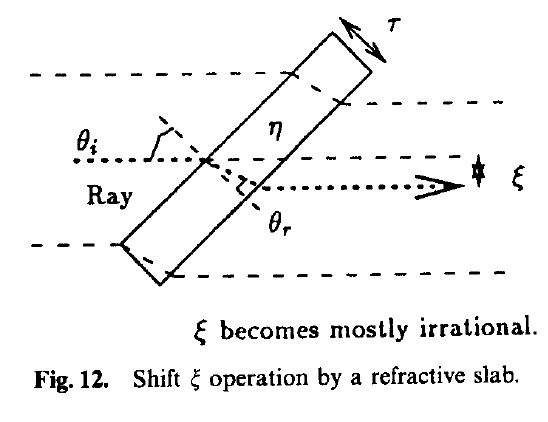 τ
η
θi
Ray
ξ
θr
ξ becomes mostly irrational.
Fig. 12. Shift ξ operation by a refractive slab.